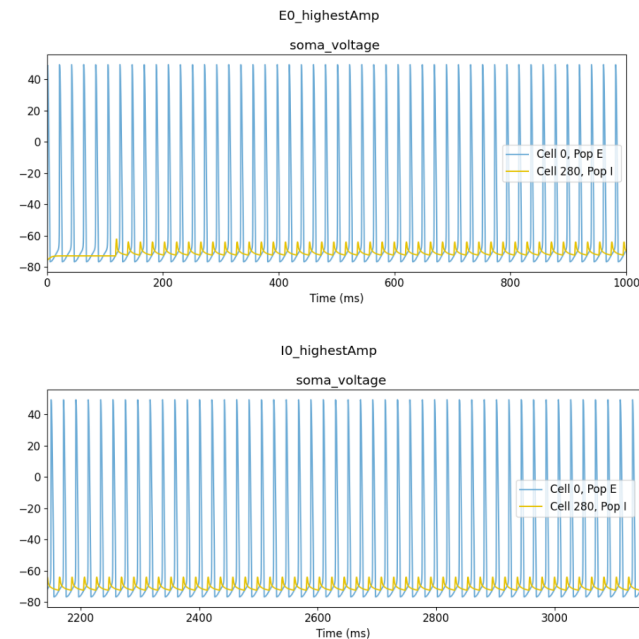 E0_highestAmp
soma_voltage
40
20
0
−20
−40
−60
−80
Cell 0, Pop E
Cell 280, Pop I
0 200 400 600 800 1000
Time (ms)
I0_highestAmp
soma_voltage
40
20
0
−20
−40
−60
−80
Cell 0, Pop E
Cell 280, Pop I
2200 2400 2600 2800 3000
Time (ms)